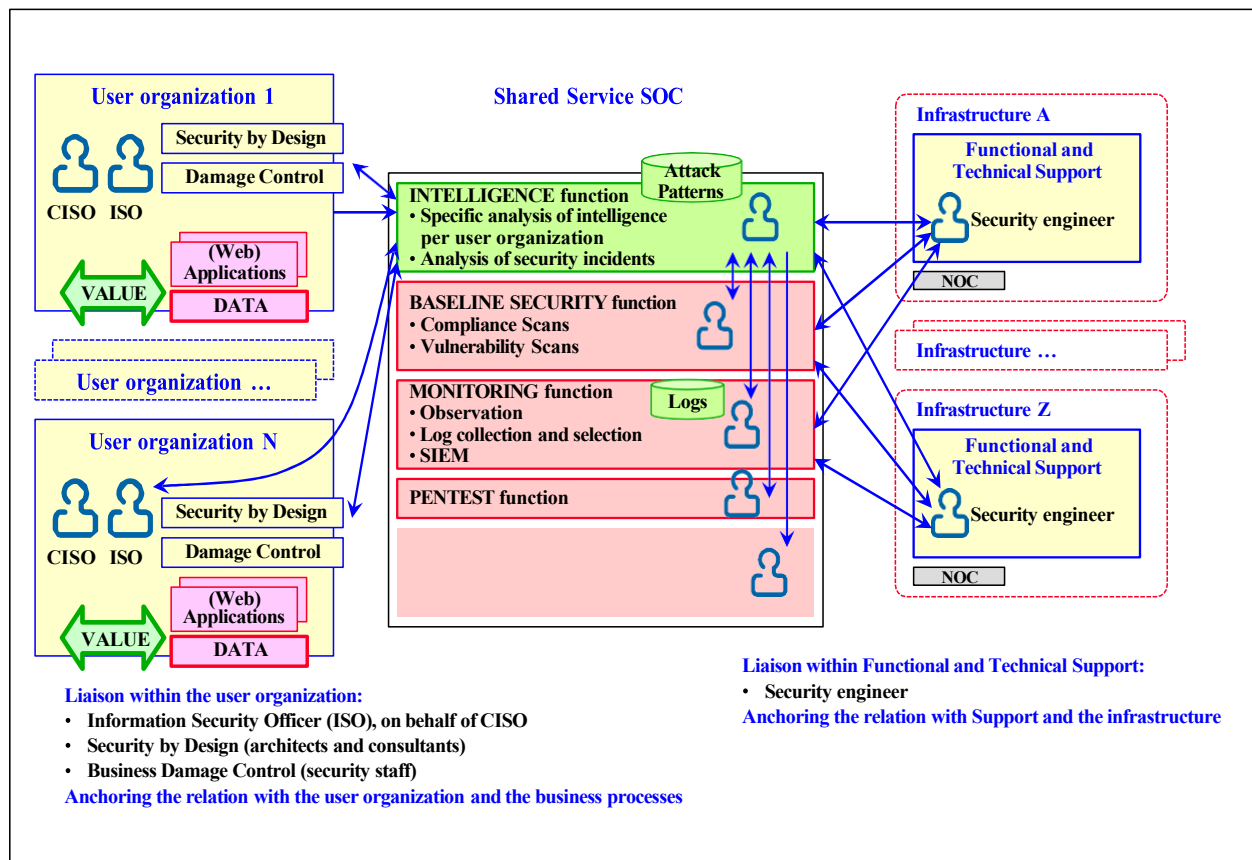 User organization 1
Security by Design
Damage Control
CISO
ISO
(Web)
Applications
VALUE
DATA
User organization …
User organization N
Security by Design
Damage Control
CISO
ISO
(Web)
Applications
VALUE
DATA
Liaison within the user organization:
• Information Security Officer (ISO), on behalf of CISO
• Security by Design (architects and consultants)
• Business Damage Control (security staff)
Anchoring the relation with the user organization and the business processes
Shared Service SOC
Attack
Patterns
INTELLIGENCE function
• Specific analysis of intelligence
per user organization
• Analysis of security incidents
BASELINE SECURITY function
• Compliance Scans
• Vulnerability Scans
MONITORING function
• Observation
• Log collection and selection
• SIEM
Logs
PENTEST function
Infrastructure A
Functional and
Technical Support
Security engineer
NOC
Infrastructure …
Infrastructure Z
Functional and
Technical Support
Security engineer
NOC
Liaison within Functional and Technical Support:
• Security engineer
Anchoring the relation with Support and the infrastructure